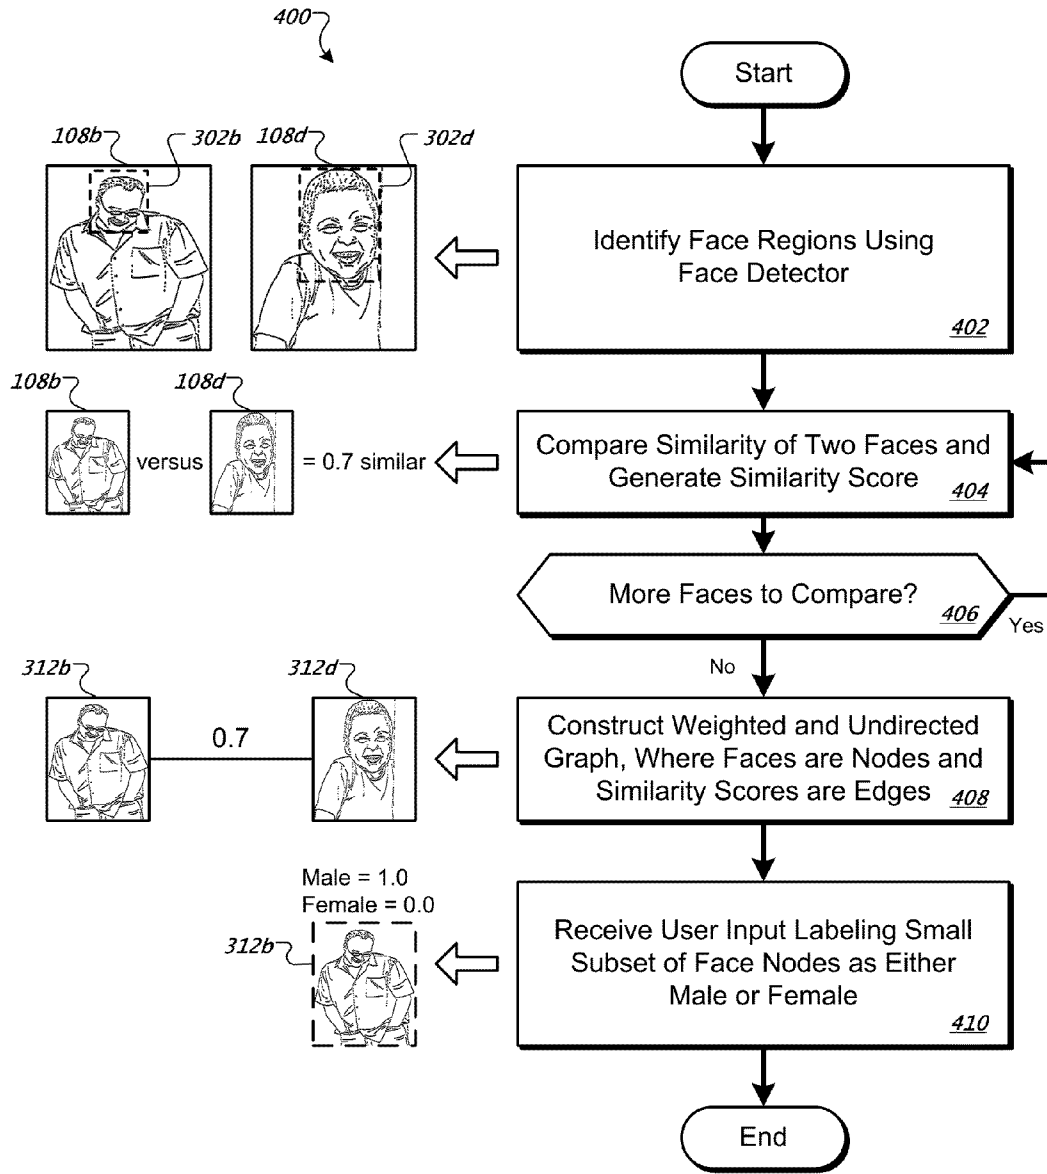 400
Start
108b
302b
108d
302d
Identify Face Regions Using
Face Detector
402
108b
108d
versus
= 0.7 similar
Compare Similarity of Two Faces and
Generate Similarity Score
404
More Faces to Compare?
406
Yes
No
312b
312d
0.7
Construct Weighted and Undirected
Graph, Where Faces are Nodes and
Similarity Scores are Edges
408
Male = 1.0
Female = 0.0
312b
Receive User Input Labeling Small
Subset of Face Nodes as Either
Male or Female
410
End